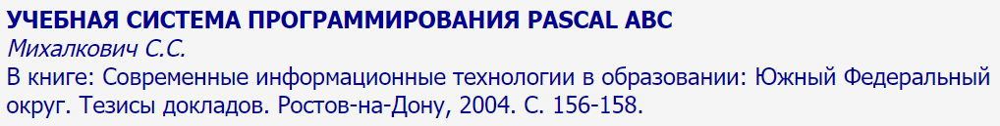 УЧЕБНАЯ СИСТЕМА ПРОГРАММИРОВАНИЯ PASCAL ABC
Михалкович С.С.
В книге: Современные информационные технологии в образовании: Южный Федеральный
округ. Тезисы докладов. Ростов-на-Дону, 2004. С. 156-158.